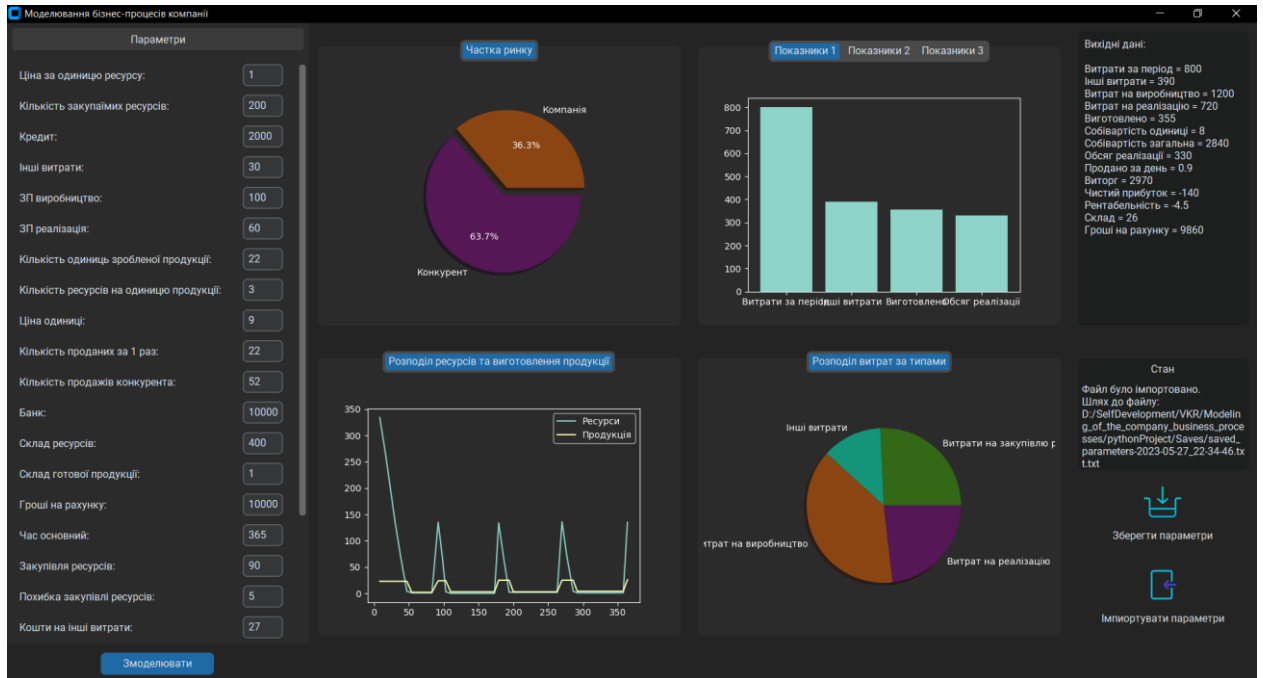 Моделювання бізнес-процесів компанії
Параметри
Ціна за одиницю ресурсу:
1
Кількість закупаїмих ресурсів:
200
Кредит:
2000
Інші витрати:
30
ЗП виробництво:
100
ЗП реалізація:
60
Кількість одиниць зробленої продукції:
22
Кількість ресурсів на одиницю продукції:
3
Ціна одиниці:
9
Кількість проданих за 1 раз:
22
Кількість продажів конкурента:
52
Банк:
10000
Склад ресурсів:
400
Склад готової продукції:
1
Гроші на рахунку:
10000
Час основний:
365
Закупівля ресурсів:
90
Похибка закупівлі ресурсів:
5
Кошти на інші витрати:
27
Змоделювати
Частка ринку
Компанія
36.3%
63.7%
Конкурент
Показники 1 Показники 2 Показники 3
800
700
600
500
400
300
200
100
0
Витрати за період
Інші витрати
Виготовлено
Обсяг реалізації
Розподіл ресурсів та виготовлення продукції
350
300
250
200
150
100
50
0
0 50 100 150 200 250 300 350
Ресурси
Продукція
Розподіл витрат за типами
Інші витрати
Витрати на закупівлю р
итрат на виробництво
Витрат на реалізацію
Вихідні дані:
Витрати за період = 800
Інші витрати = 390
Витрат на виробництво = 1200
Витрат на реалізацію = 720
Виготовлено = 355
Собівартість одиниці = 8
Собівартість загальна = 2840
Обсяг реалізації = 330
Продано за день = 0.9
Виторг = 2970
Чистий прибуток = -140
Рентабельність = -4.5
Склад = 26
Гроші на рахунку = 9860
Стан
Файл було імпортовано.
Шлях до файлу:
D:/SelfDevelopment/VKR/Modelin
g_of_the_company_business_proce
sses/pythonProject/Saves/saved_
parameters-2023-05-27_22-34-46.tx
t.txt
Зберегти параметри
Імпиортувати параметри